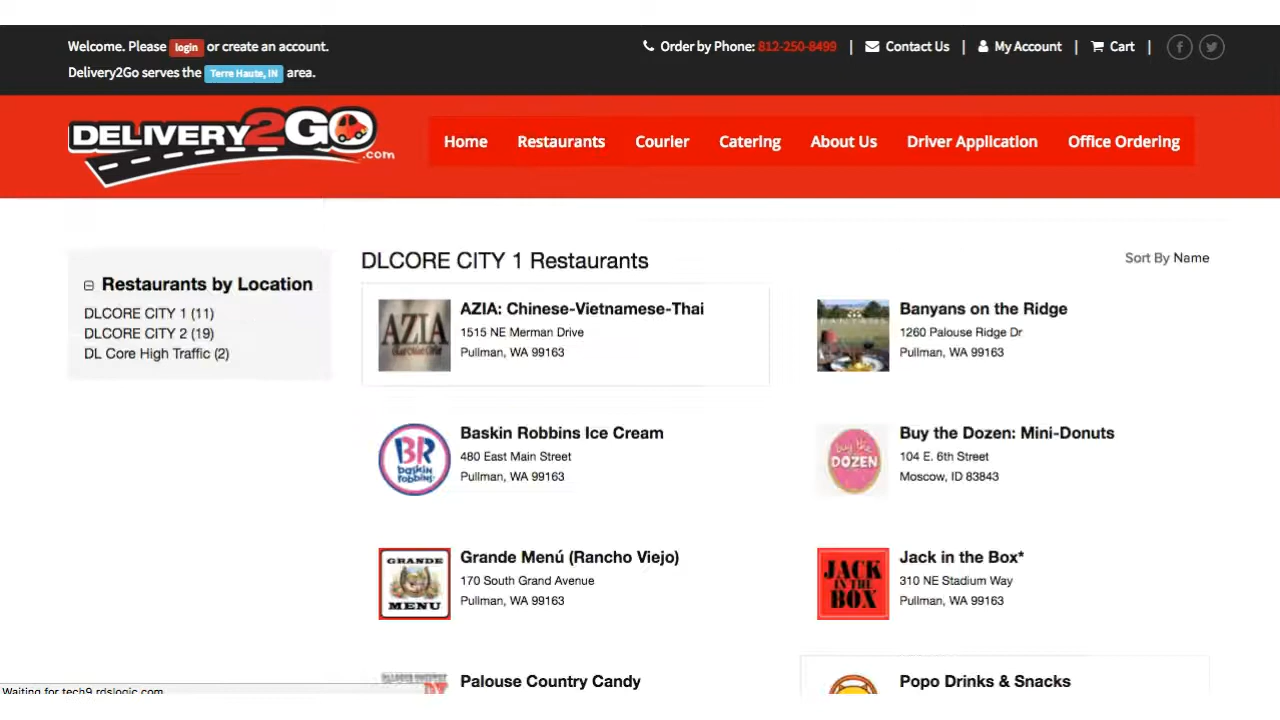 Welcome. Please login or create an account.
Order by Phone: 812-250-8499 | Contact Us | My Account | Cart |
Delivery2Go serves the Terre Haute, IN area.
DELIVERY2GO
.com
Home Restaurants Courier Catering About Us Driver Application Office Ordering
Restaurants by Location
DLCORE CITY 1 (11)
DLCORE CITY 2 (19)
DL Core High Traffic (2)
DLCORE CITY 1 Restaurants
Sort By Name
AZIA
AZIA: Chinese-Vietnamese-Thai
1515 NE Merman Drive
Pullman, WA 99163
BANYANS
Banyans on the Ridge
1260 Palouse Ridge Dr
Pullman, WA 99163
BR
baskin
robbins
Baskin Robbins Ice Cream
480 East Main Street
Pullman, WA 99163
buy the
DOZEN
Buy the Dozen: Mini-Donuts
104 E. 6th Street
Moscow, ID 83843
GRANDE
MENU
Grande Menú (Rancho Viejo)
170 South Grand Avenue
Pullman, WA 99163
JACK
IN THE
BOX
Jack in the Box*
310 NE Stadium Way
Pullman, WA 99163
Palouse Country Candy
Popo Drinks & Snacks
Waiting for tech9.rdslogic.com